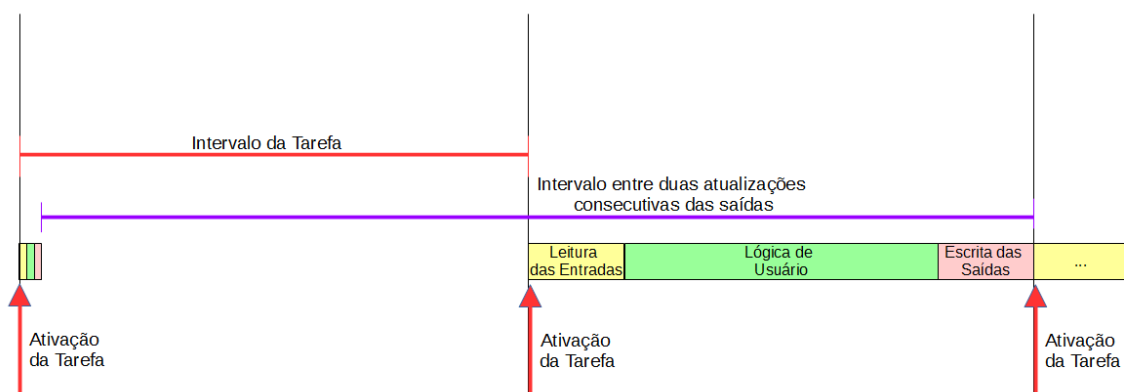 Intervalo da Tarefa
Intervalo entre duas atualizações
consecutivas das saídas
Leitura
das Entradas
Lógica de
Usuário
Escrita das
Saídas
...
Ativação
da Tarefa
Ativação
da Tarefa
Ativação
da Tarefa